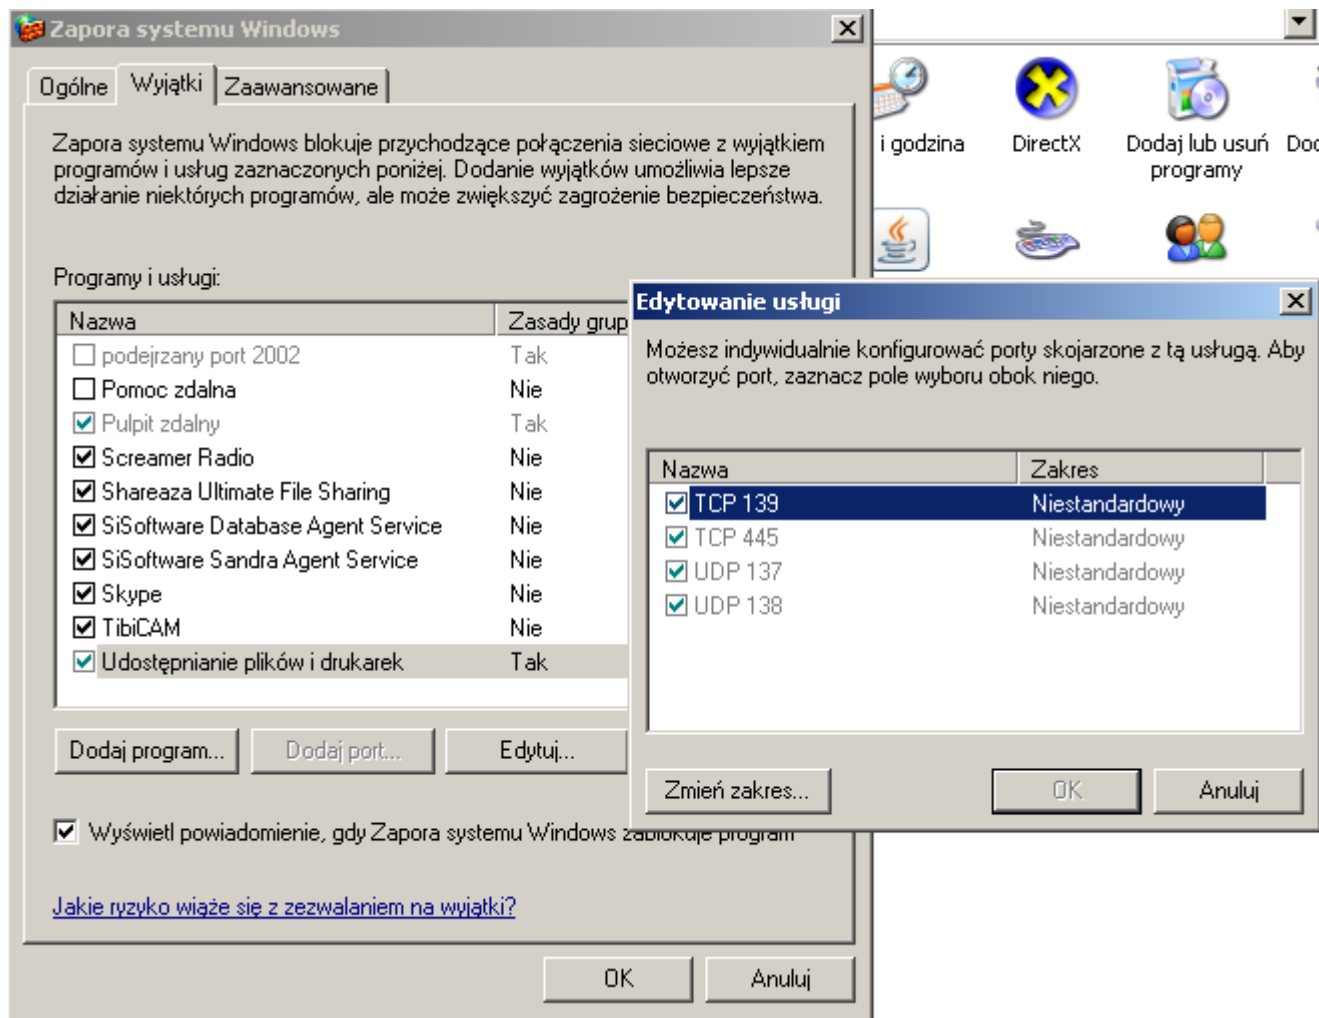 Zapora systemu Windows
Ogólne Wyjątki Zaawansowane
Zapora systemu Windows blokuje przychodzące połączenia sieciowe z wyjątkiem
programów i usług zaznaczonych poniżej. Dodanie wyjątków umożliwia lepsze
działanie niektórych programów, ale może zwiększyć zagrożenie bezpieczeństwa.
Programy i usługi:
Nazwa Zasady grup
podejrzany port 2002 Tak
Pomoc zdalna Nie
Pulpit zdalny Tak
Screamer Radio Nie
Shareaza Ultimate File Sharing Nie
SiSoftware Database Agent Service Nie
SiSoftware Sandra Agent Service Nie
Skype Nie
TibiCAM Nie
Udostępnianie plików i drukarek Tak
Dodaj program... Dodaj port... Edytuj...
Wyświetl powiadomienie, gdy Zapora systemu Windows zablokuje program
Jakie ryzyko wiąże się z zezwalaniem na wyjątki?
OK Anuluj
i godzina
DirectX
Dodaj lub usuń
programy
Edytowanie usługi
Możesz indywidualnie konfigurować porty skojarzone z tą usługą. Aby
otworzyć port, zaznacz pole wyboru obok niego.
Nazwa Zakres
TCP 139 Niestandardowy
TCP 445 Niestandardowy
UDP 137 Niestandardowy
UDP 138 Niestandardowy
Zmień zakres... OK Anuluj